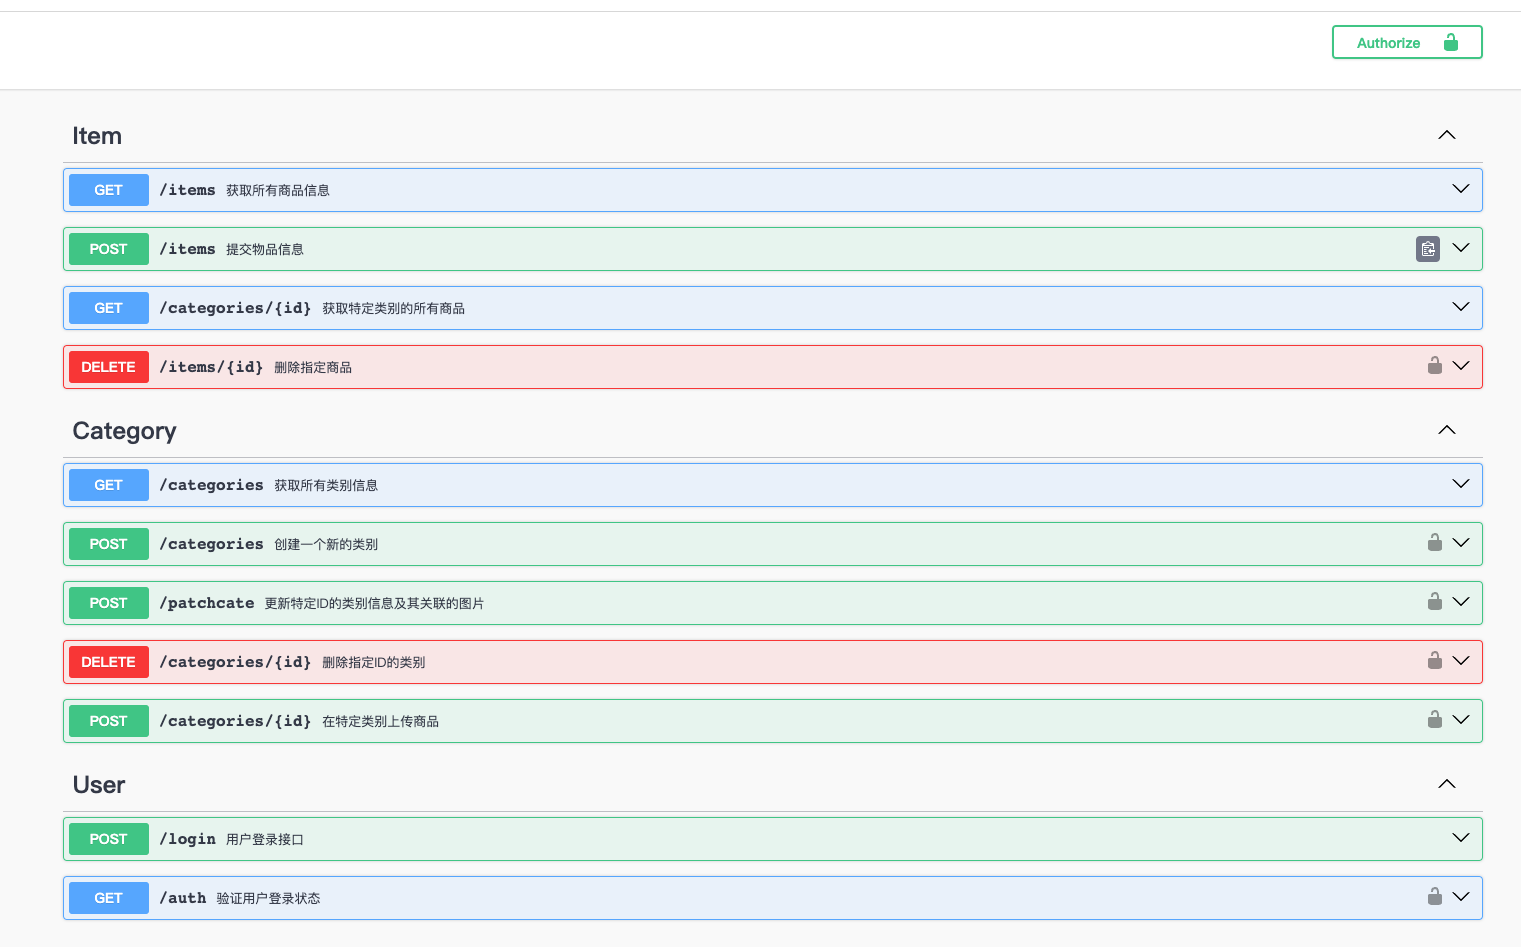 Authorize
Item
GET /items 获取所有商品信息
POST /items 提交物品信息
GET /categories/{id} 获取特定类别的所有商品
DELETE /items/{id} 删除指定商品
Category
GET /categories 获取所有类别信息
POST /categories 创建一个新的类别
POST /patchcate 更新特定ID的类别信息及其关联的图片
DELETE /categories/{id} 删除指定ID的类别
POST /categories/{id} 在特定类别上传商品
User
POST /login 用户登录接口
GET /auth 验证用户登录状态